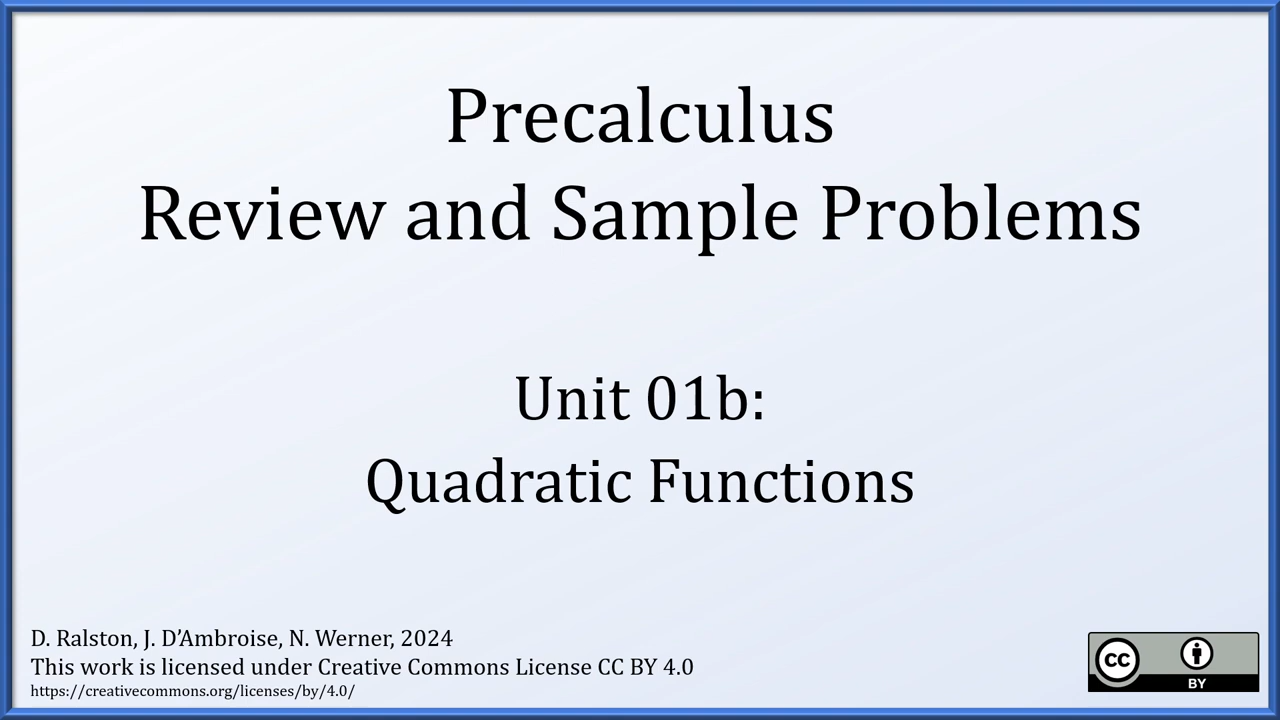 Precalculus
Review and Sample Problems
Unit 01b:
Quadratic Functions
D. Ralston, J. D’Ambroise, N. Werner, 2024
This work is licensed under Creative Commons License CC BY 4.0
https://creativecommons.org/licenses/by/4.0/
cc
BY